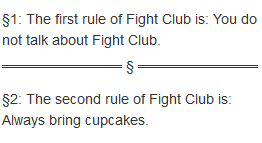 §1: The first rule of Fight Club is: You do
not talk about Fight Club.
§
§2: The second rule of Fight Club is:
Always bring cupcakes.